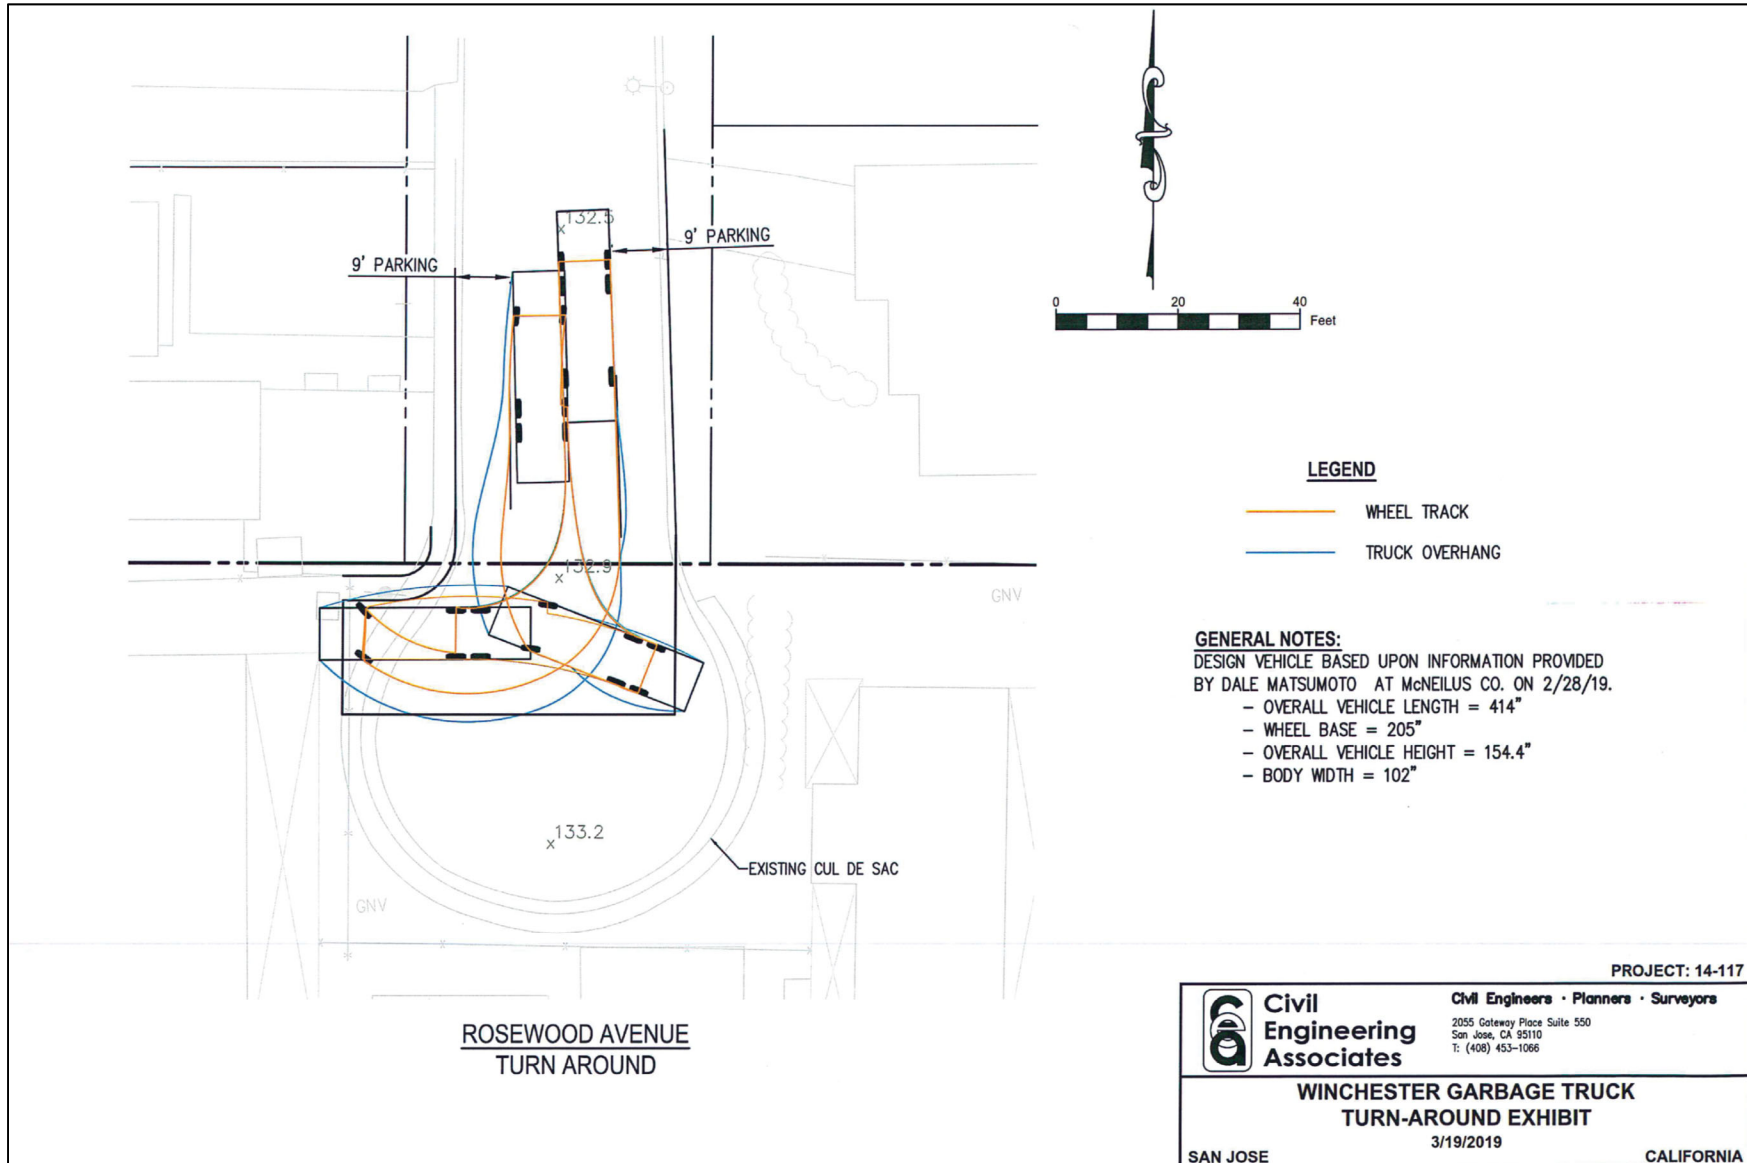 132.5
9' PARKING
9' PARKING
0 20 40
Feet
LEGEND
WHEEL TRACK
TRUCK OVERHANG
132.9
GNV
GENERAL NOTES:
DESIGN VEHICLE BASED UPON INFORMATION PROVIDED
BY DALE MATSUMOTO AT McNEILUS CO. ON 2/28/19.
- OVERALL VEHICLE LENGTH = 414"
- WHEEL BASE = 205"
- OVERALL VEHICLE HEIGHT = 154.4"
- BODY WIDTH = 102"
133.2
EXISTING CUL DE SAC
GNV
ROSEWOOD AVENUE
TURN AROUND
PROJECT: 14-117
cea
Civil
Engineering
Associates
Civil Engineers · Planners · Surveyors
2055 Gateway Place Suite 550
San Jose, CA 95110
T: (408) 453-1066
WINCHESTER GARBAGE TRUCK
TURN-AROUND EXHIBIT
3/19/2019
SAN JOSE CALIFORNIA